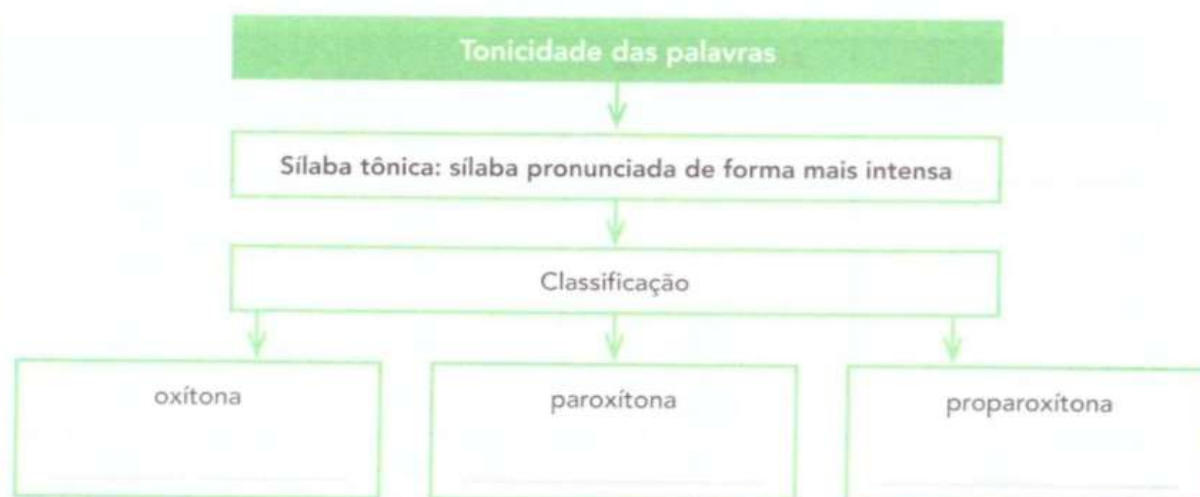 Tonicidade das palavras
Sílaba tônica: sílaba pronunciada de forma mais intensa
Classificação
oxítona
paroxítona
proparoxítona